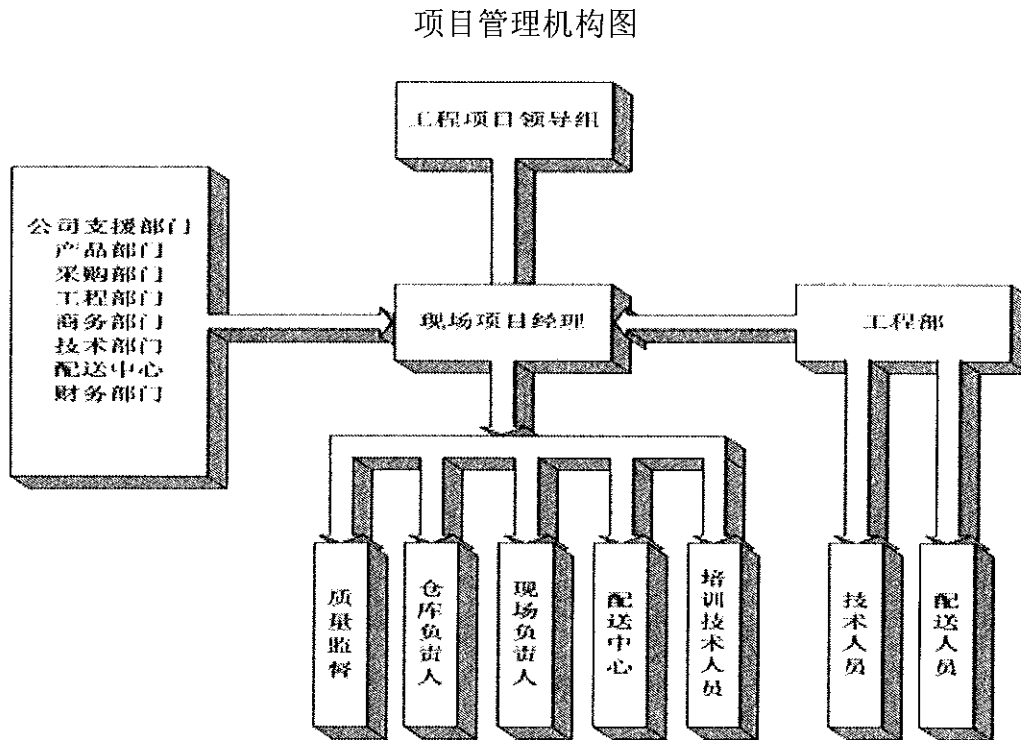 项目管理机构图
工程项目领导组
公司支援部门
产品部门
采购部门
工程部门
商务部门
技术部门
配送中心
财务部门
现场项目经理
工程部
质量监督
仓库负责人
现场负责人
配送中心
培训技术人员
技术人员
配送人员